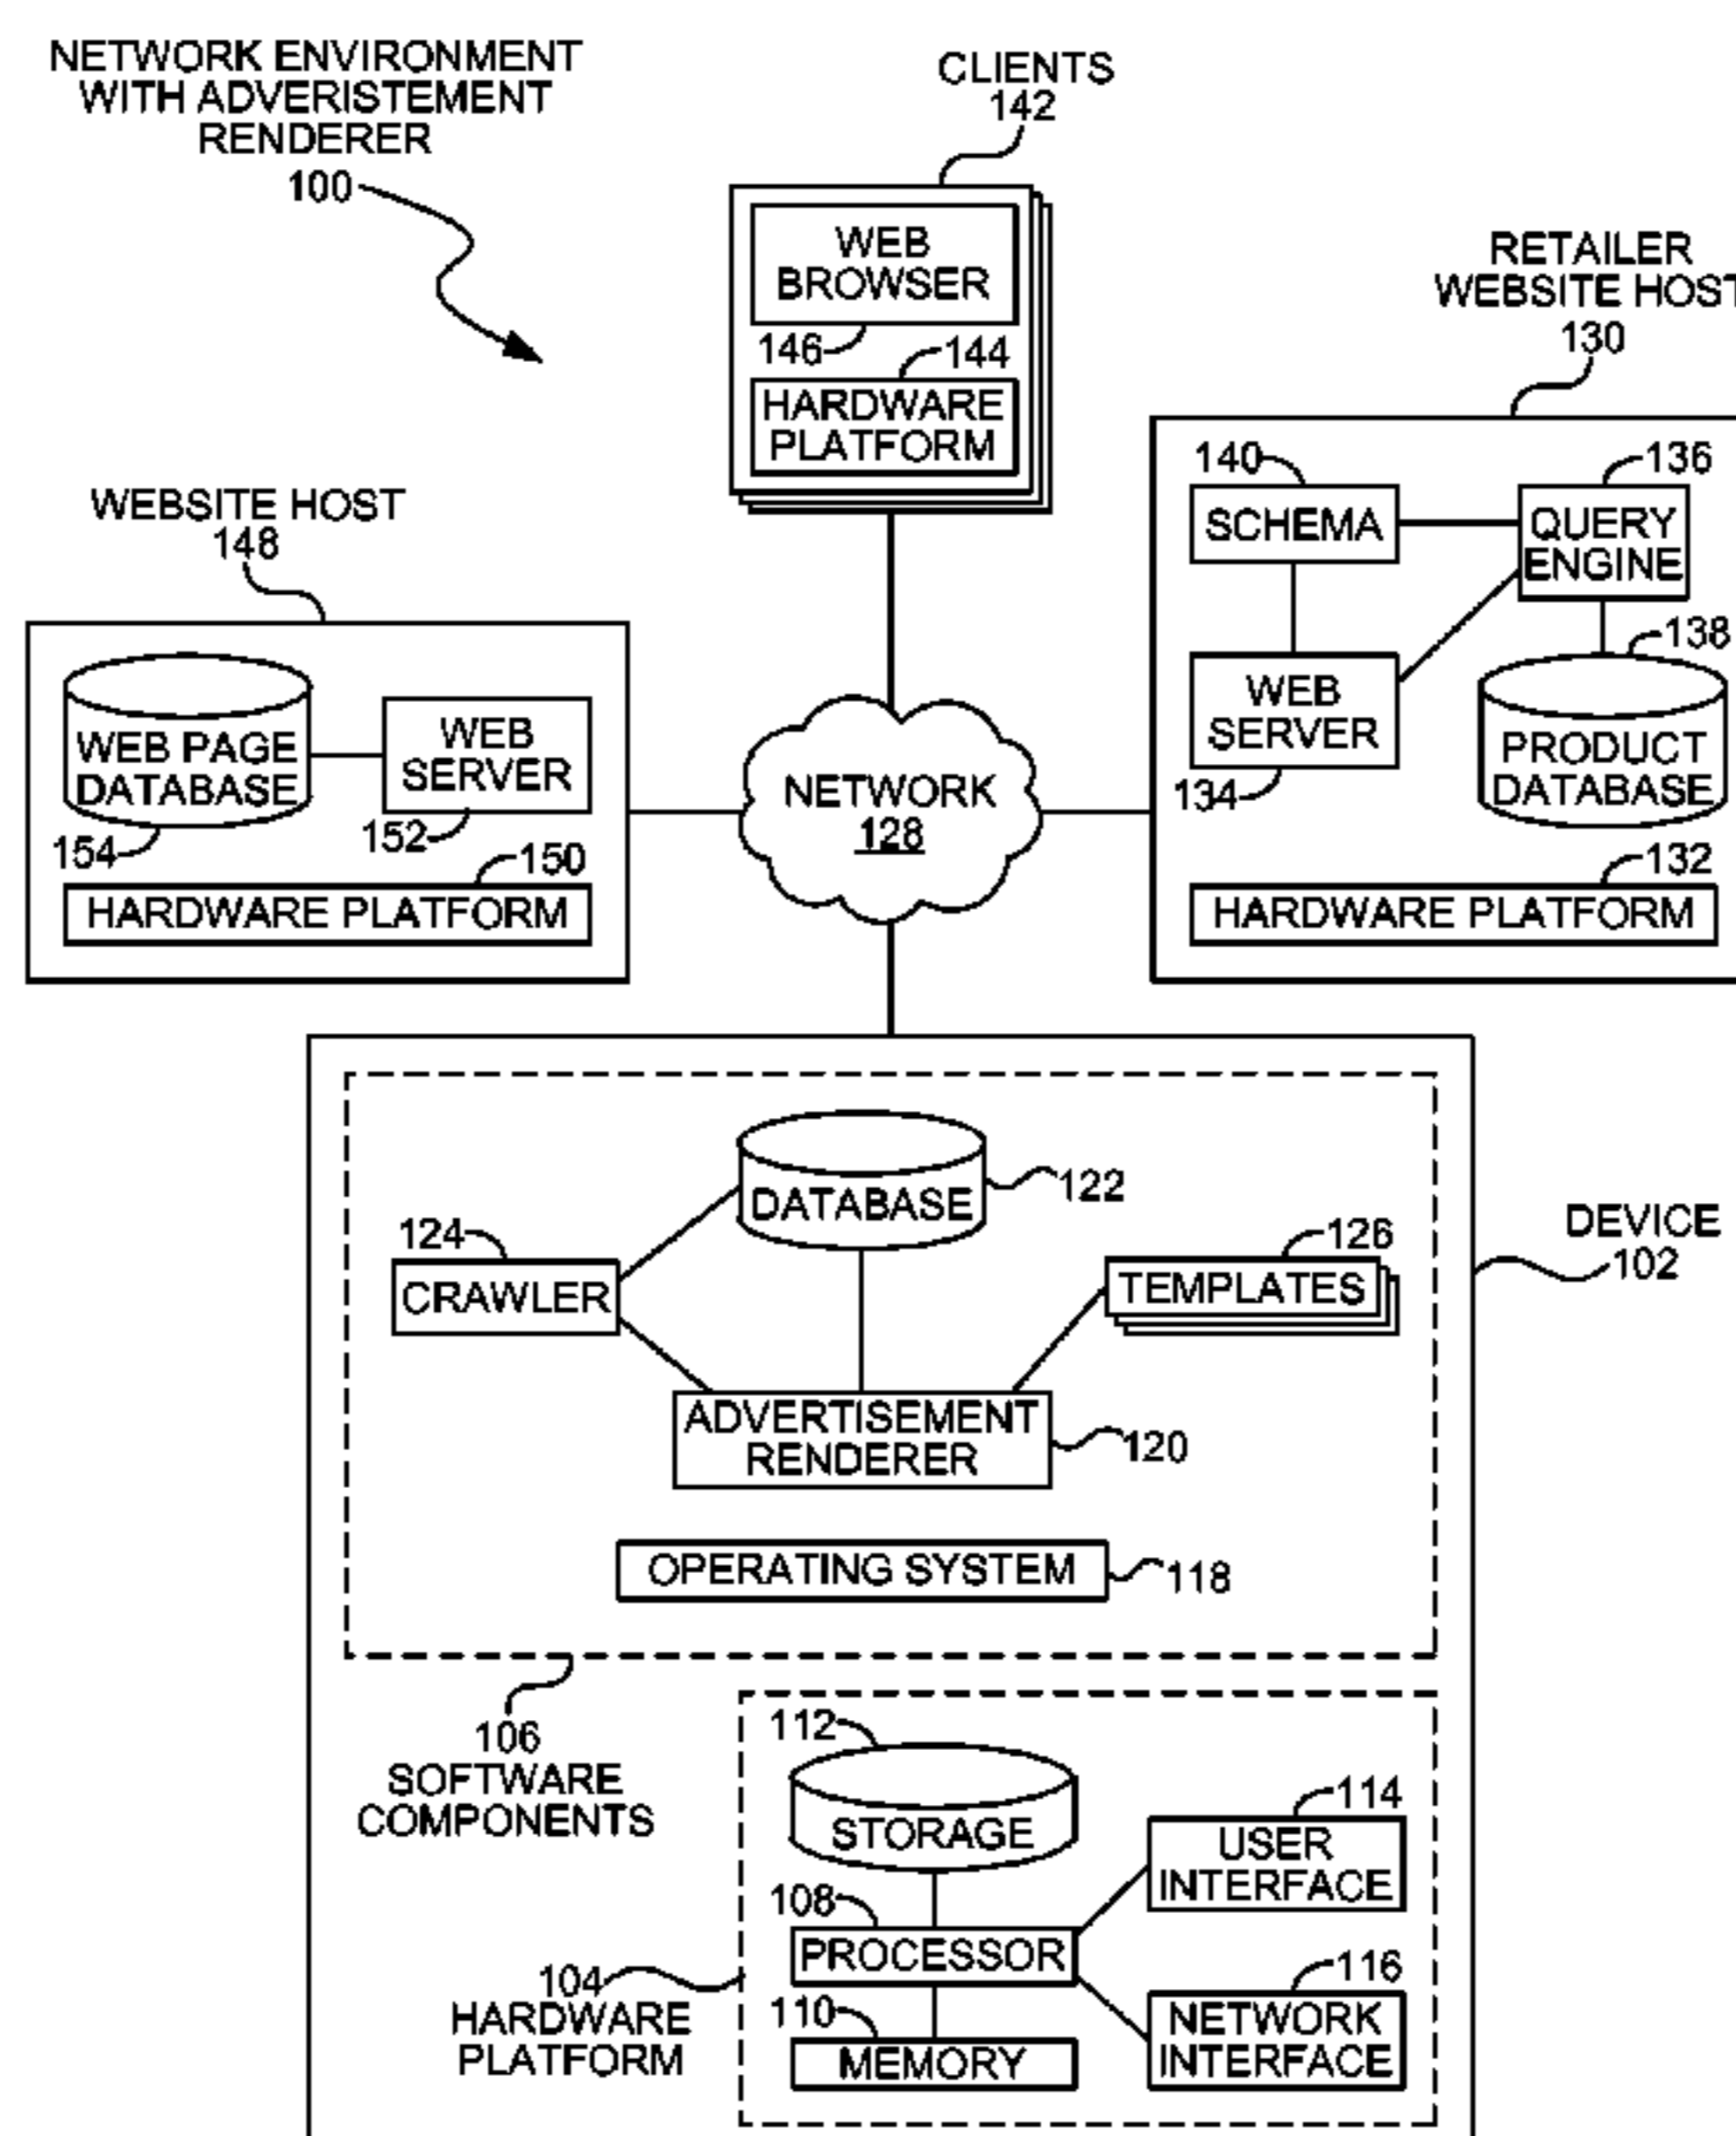 NETWORK ENVIRONMENT
WITH ADVERISTEMENT
RENDERER
100
CLIENTS
142
WEB
BROWSER
146
144
HARDWARE
PLATFORM
RETAILER
WEBSITE HOST
130
140
136
SCHEMA
QUERY
ENGINE
138
WEB
SERVER
134
PRODUCT
DATABASE
132
HARDWARE PLATFORM
WEBSITE HOST
148
WEB PAGE
DATABASE
WEB
SERVER
154
152
150
HARDWARE PLATFORM
NETWORK
128
DATABASE
122
124
CRAWLER
126
TEMPLATES
DEVICE
102
ADVERTISEMENT
RENDERER
120
OPERATING SYSTEM
118
106
SOFTWARE
COMPONENTS
112
STORAGE
114
USER
INTERFACE
108
PROCESSOR
104
HARDWARE
PLATFORM
116
NETWORK
INTERFACE
110
MEMORY